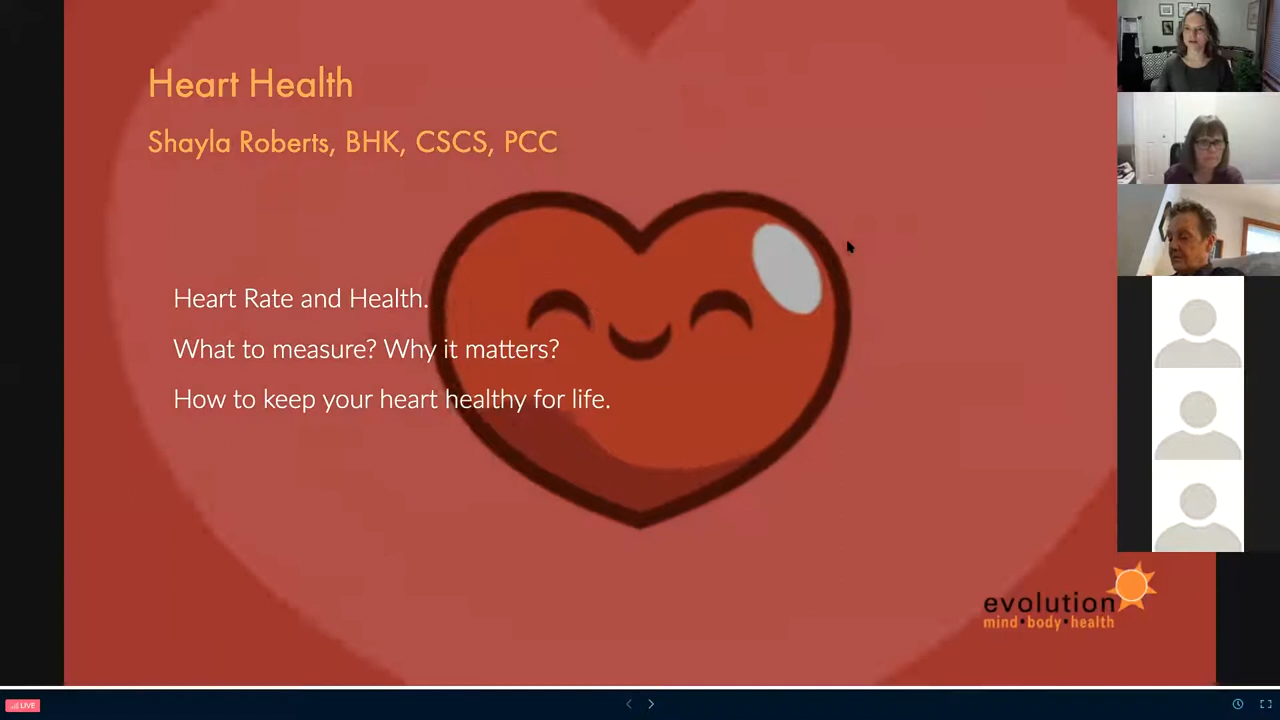 Heart Health
Shayla Roberts, BHK, CSCS, PCC
Heart Rate and Health.
What to measure? Why it matters?
How to keep your heart healthy for life.
evolution
mind•body•health
LIVE